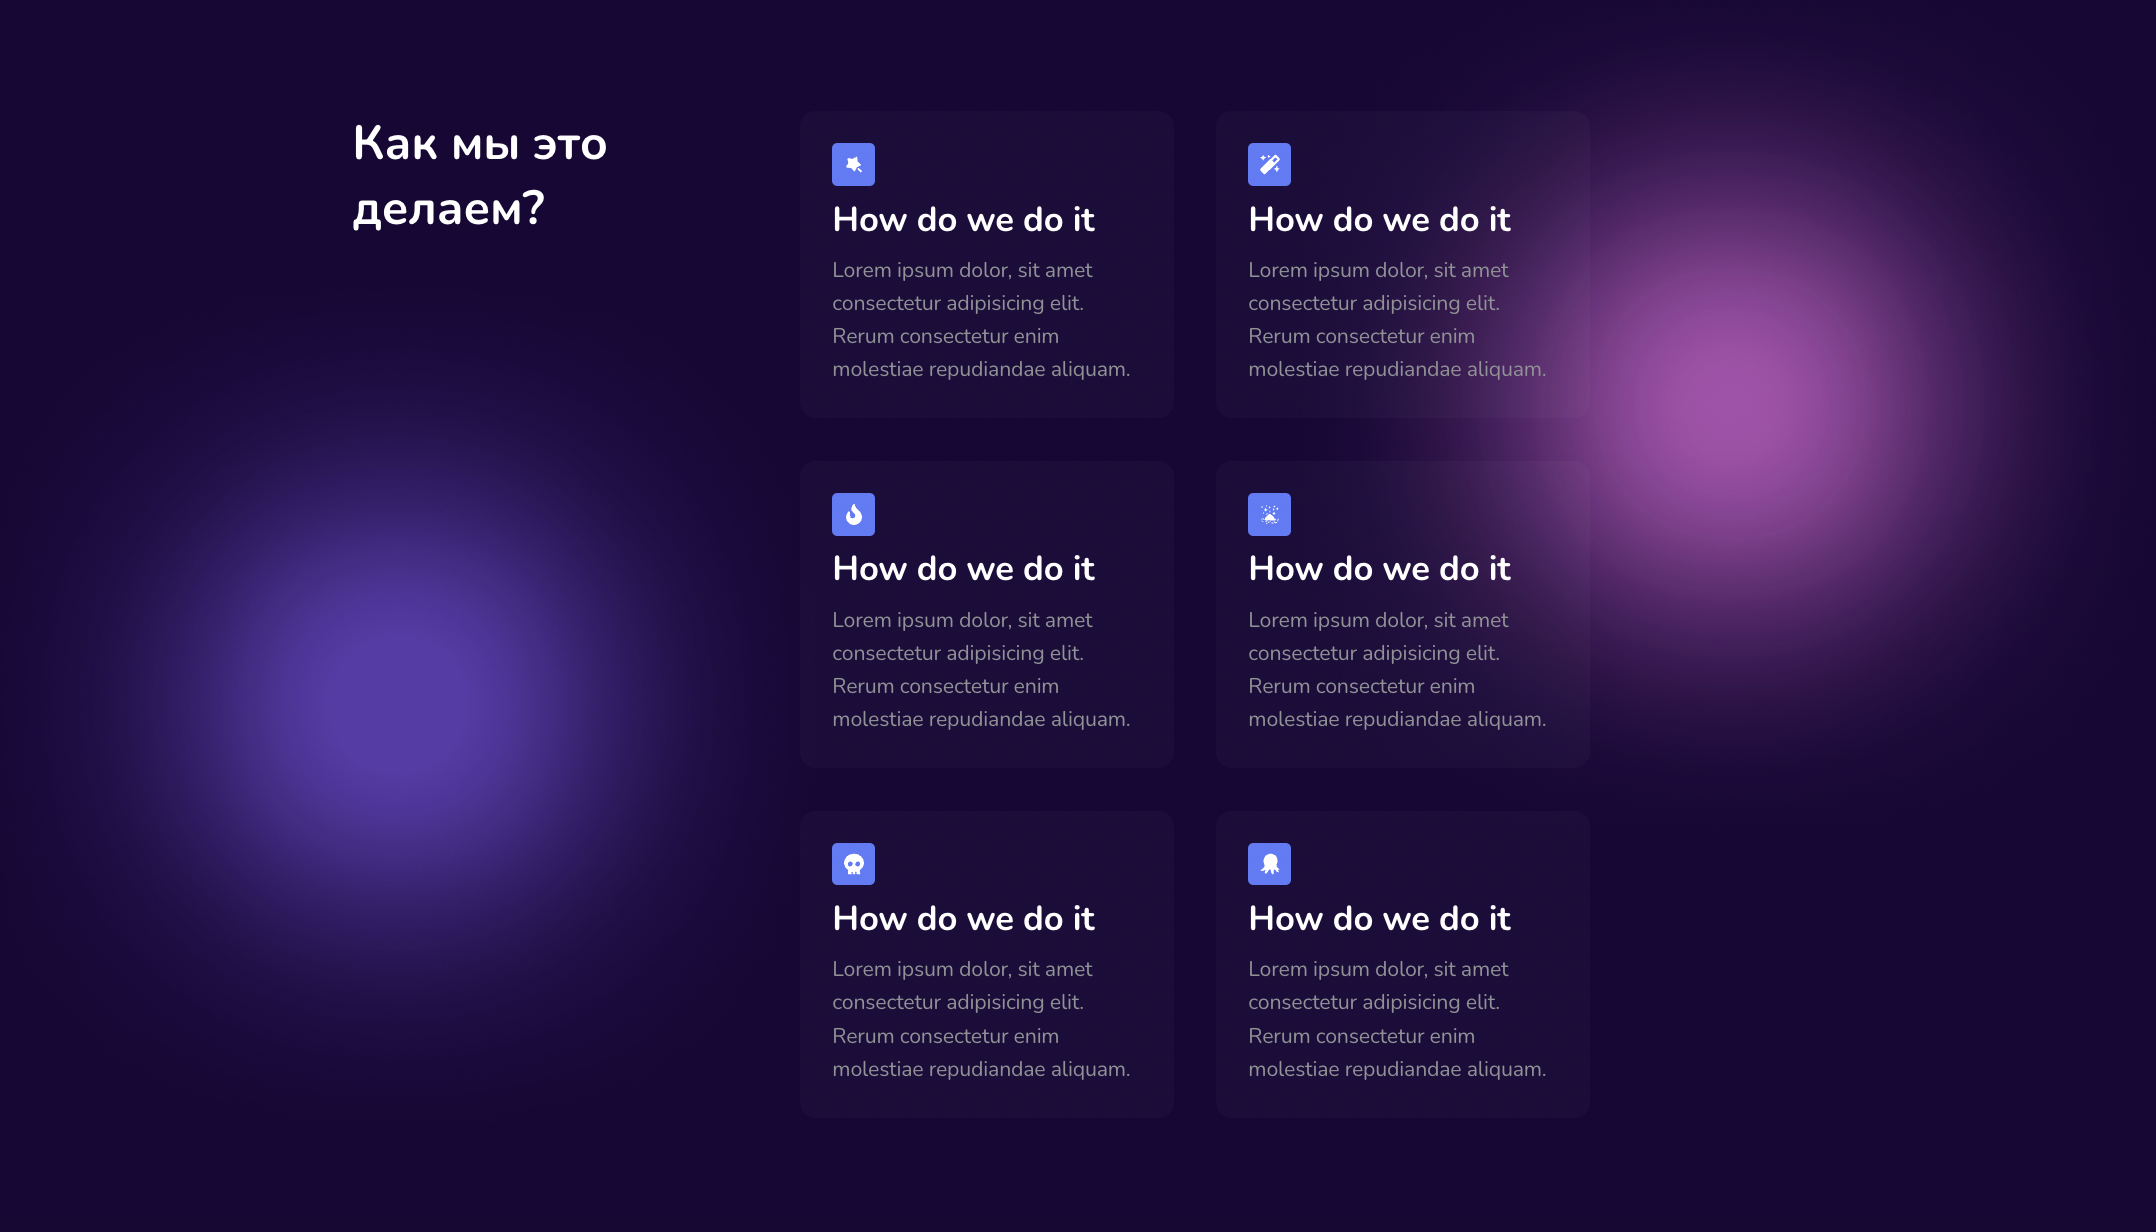 Как мы это
делаем?
How do we do it
Lorem ipsum dolor, sit amet
consectetur adipisicing elit.
Rerum consectetur enim
molestiae repudiandae aliquam.
How do we do it
Lorem ipsum dolor, sit amet
consectetur adipisicing elit.
Rerum consectetur enim
molestiae repudiandae aliquam.
How do we do it
Lorem ipsum dolor, sit amet
consectetur adipisicing elit.
Rerum consectetur enim
molestiae repudiandae aliquam.
How do we do it
Lorem ipsum dolor, sit amet
consectetur adipisicing elit.
Rerum consectetur enim
molestiae repudiandae aliquam.
How do we do it
Lorem ipsum dolor, sit amet
consectetur adipisicing elit.
Rerum consectetur enim
molestiae repudiandae aliquam.
How do we do it
Lorem ipsum dolor, sit amet
consectetur adipisicing elit.
Rerum consectetur enim
molestiae repudiandae aliquam.